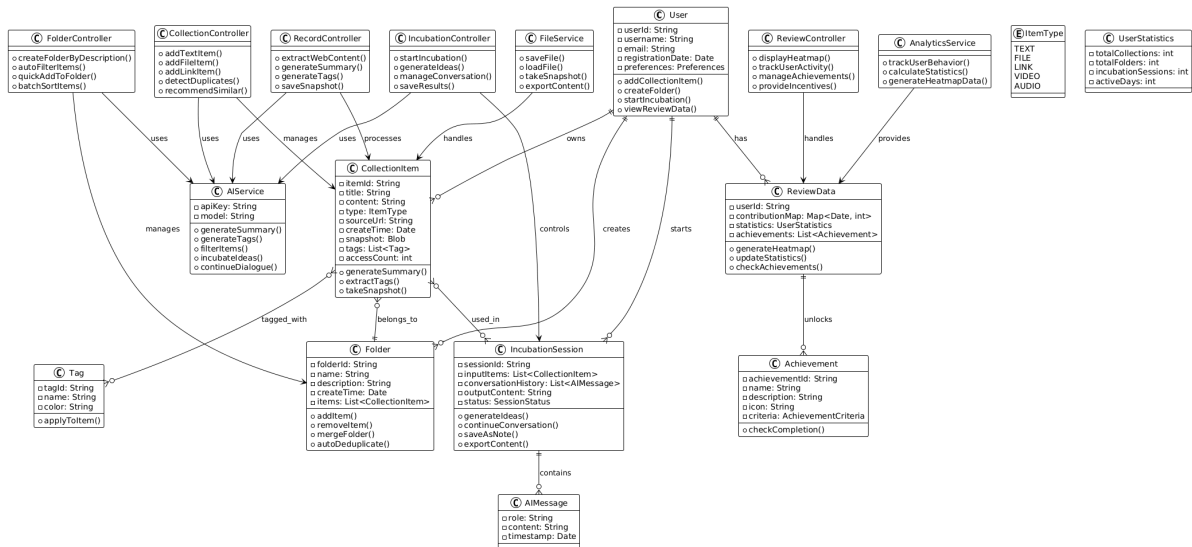 C FolderController
createFolderByDescription()
autoFilterItems()
quickAddToFolder()
batchSortItems()
C CollectionController
addTextItem()
addFileItem()
addLinkItem()
detectDuplicates()
recommendSimilar()
C RecordController
extractWebContent()
generateSummary()
generateTags()
saveSnapshot()
C IncubationController
startIncubation()
generateIdeas()
manageConversation()
saveResults()
C FileService
saveFile()
loadFile()
takeSnapshot()
exportContent()
C User
userId: String
username: String
email: String
registrationDate: Date
preferences: Preferences
addCollectionItem()
createFolder()
startIncubation()
viewReviewData()
C ReviewController
displayHeatmap()
trackUserActivity()
manageAchievements()
provideIncentives()
C AnalyticsService
trackUserBehavior()
calculateStatistics()
generateHeatmapData()
E ItemType
TEXT
FILE
LINK
VIDEO
AUDIO
C UserStatistics
totalCollections: int
totalFolders: int
incubationSessions: int
activeDays: int
uses
uses
uses
manages
uses
processes
handles
owns
has
handles
provides
C AIService
apiKey: String
model: String
generateSummary()
generateTags()
filterItems()
incubateIdeas()
continueDialogue()
C CollectionItem
itemId: String
title: String
content: String
type: ItemType
sourceUrl: String
createTime: Date
snapshot: Blob
tags: List<Tag>
accessCount: int
generateSummary()
extractTags()
takeSnapshot()
C ReviewData
userId: String
contributionMap: Map<Date, int>
statistics: UserStatistics
achievements: List<Achievement>
generateHeatmap()
updateStatistics()
checkAchievements()
manages
controls
creates
starts
tagged_with
belongs_to
used_in
unlocks
C Tag
tagId: String
name: String
color: String
applyToItem()
C Folder
folderId: String
name: String
description: String
createTime: Date
items: List<CollectionItem>
addItem()
removeItem()
mergeFolder()
autoDeduplicate()
C IncubationSession
sessionId: String
inputItems: List<CollectionItem>
conversationHistory: List<AIMessage>
outputContent: String
status: SessionStatus
generateIdeas()
continueConversation()
saveAsNote()
exportContent()
C Achievement
achievementId: String
name: String
description: String
icon: String
criteria: AchievementCriteria
checkCompletion()
contains
C AIMessage
role: String
content: String
timestamp: Date